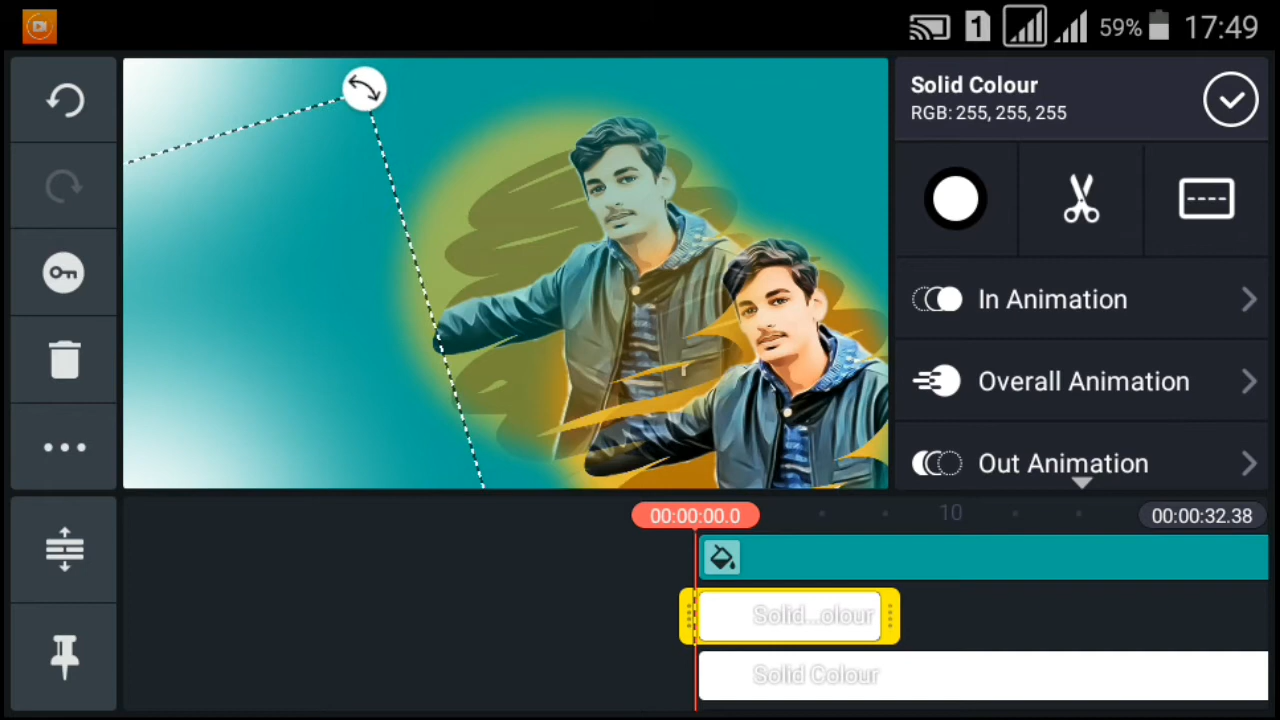 1
59%
17:49
Solid Colour
RGB: 255, 255, 255
In Animation
Overall Animation
Out Animation
00:00:00.0
10
00:00:32.38
Solid...olour
Solid Colour